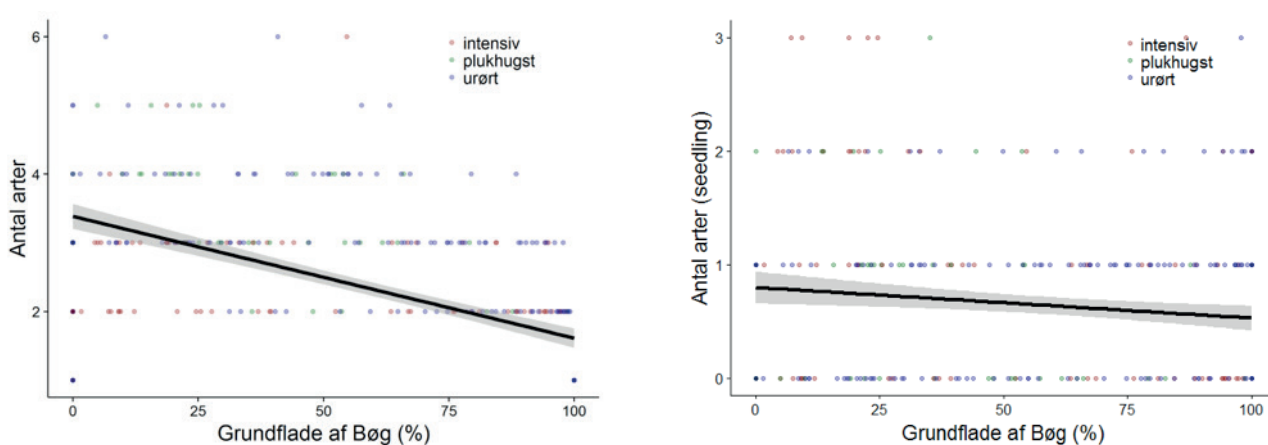 6
intensiv
plukhugst
urørt
4
2
Antal arter
0
25
50
75
100
Grundflade af Bøg (%)
3
intensiv
plukhugst
urørt
2
1
0
Antal arter (seedling)
0
25
50
75
100
Grundflade af Bøg (%)